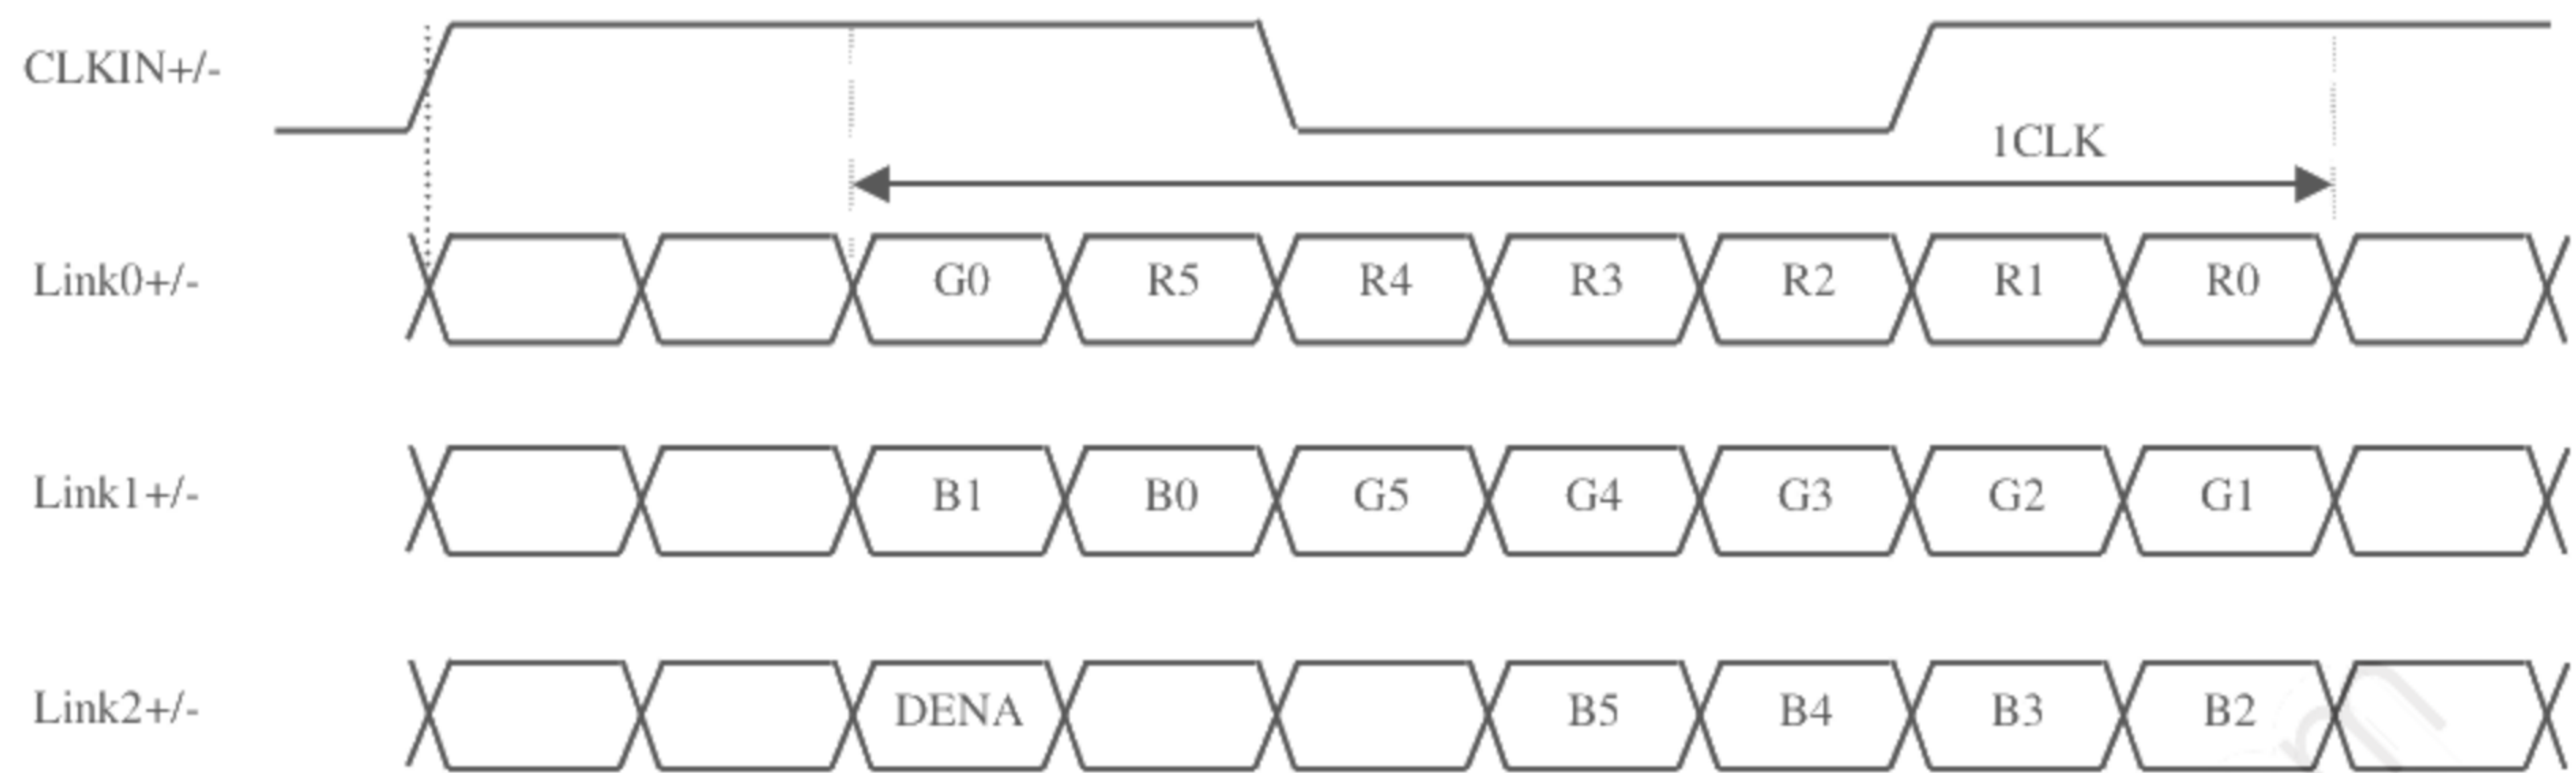 CLKIN+/-
1CLK
Link0+/- G0 R5 R4 R3 R2 R1 R0
Link1+/- B1 B0 G5 G4 G3 G2 G1
Link2+/- DENA B5 B4 B3 B2